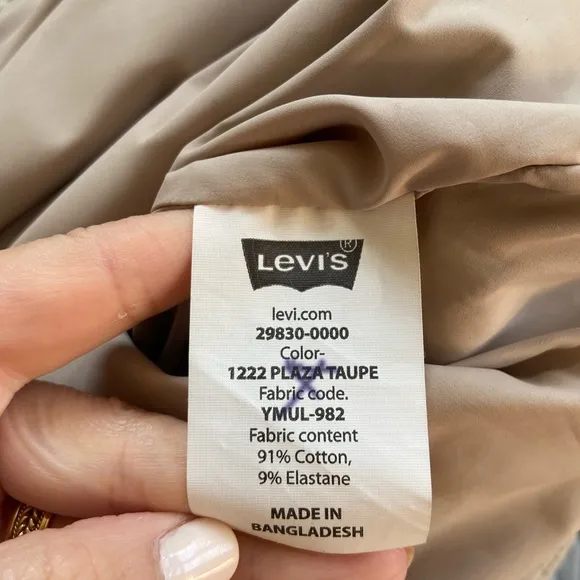 LEVI'S ®
levi.com
29830-0000
Color-
1222 PLAZA TAUPE
Fabric code.
YMUL-982
Fabric content
91% Cotton,
9% Elastane
MADE IN
BANGLADESH